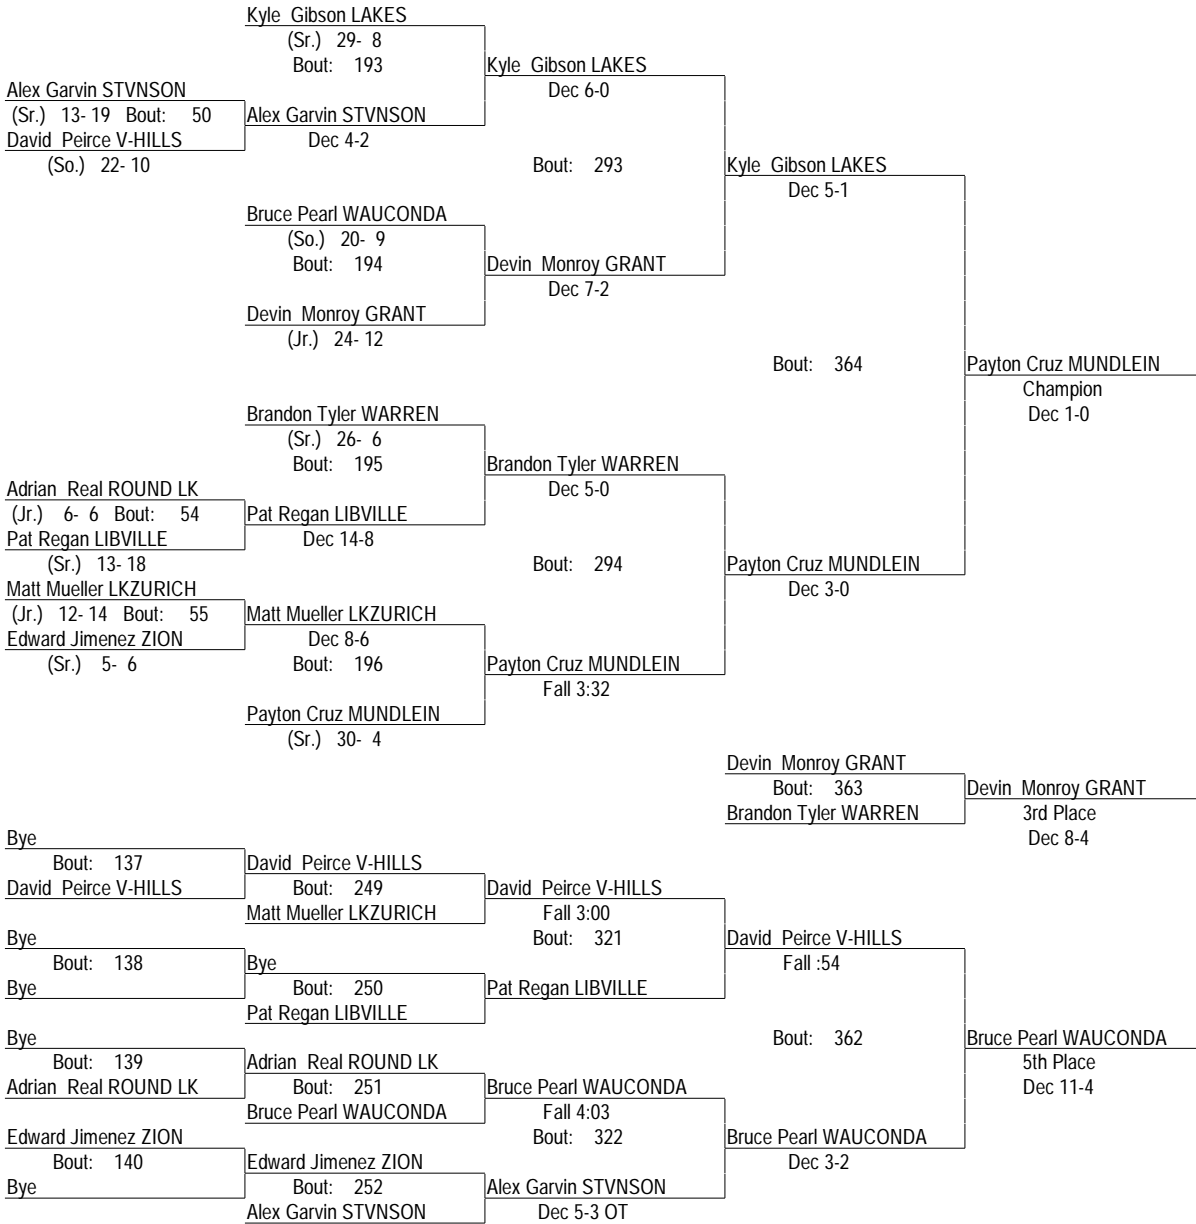 Kyle  Gibson LAKES
(Sr.)  29-  8
Bout:   193
Kyle  Gibson LAKES
Dec 6-0
Alex Garvin STVNSON
(Sr.)  13- 19  Bout:    50
Alex Garvin STVNSON
David  Peirce V-HILLS
Dec 4-2
(So.)  22- 10
Bout:   293
Kyle  Gibson LAKES
Dec 5-1
Bruce Pearl WAUCONDA
(So.)  20-  9
Bout:   194
Devin  Monroy GRANT
Dec 7-2
Devin  Monroy GRANT
(Jr.)  24- 12
Bout:   364
Payton Cruz MUNDLEIN
Champion
Dec 1-0
Brandon Tyler WARREN
(Sr.)  26-  6
Bout:   195
Brandon Tyler WARREN
Dec 5-0
Adrian  Real ROUND LK
(Jr.)   6-  6  Bout:    54
Pat Regan LIBVILLE
Pat Regan LIBVILLE
Dec 14-8
(Sr.)  13- 18
Bout:   294
Payton Cruz MUNDLEIN
Dec 3-0
Matt Mueller LKZURICH
(Jr.)  12- 14  Bout:    55
Matt Mueller LKZURICH
Edward Jimenez ZION
Dec 8-6
(Sr.)   5-  6
Bout:   196
Payton Cruz MUNDLEIN
Fall 3:32
Payton Cruz MUNDLEIN
(Sr.)  30-  4
Devin  Monroy GRANT
Bout:   363
Devin  Monroy GRANT
Brandon Tyler WARREN
3rd Place
Dec 8-4
Bye
Bout:   137
David  Peirce V-HILLS
David  Peirce V-HILLS
Bout:   249
David  Peirce V-HILLS
Matt Mueller LKZURICH
Fall 3:00
Bye
Bout:   321
David  Peirce V-HILLS
Bout:   138
Bye
Fall :54
Bye
Bout:   250
Pat Regan LIBVILLE
Pat Regan LIBVILLE
Bye
Bout:   362
Bruce Pearl WAUCONDA
Bout:   139
Adrian  Real ROUND LK
5th Place
Adrian  Real ROUND LK
Bout:   251
Bruce Pearl WAUCONDA
Dec 11-4
Bruce Pearl WAUCONDA
Fall 4:03
Edward Jimenez ZION
Bout:   322
Bruce Pearl WAUCONDA
Bout:   140
Edward Jimenez ZION
Dec 3-2
Bye
Bout:   252
Alex Garvin STVNSON
Alex Garvin STVNSON
Dec 5-3 OT